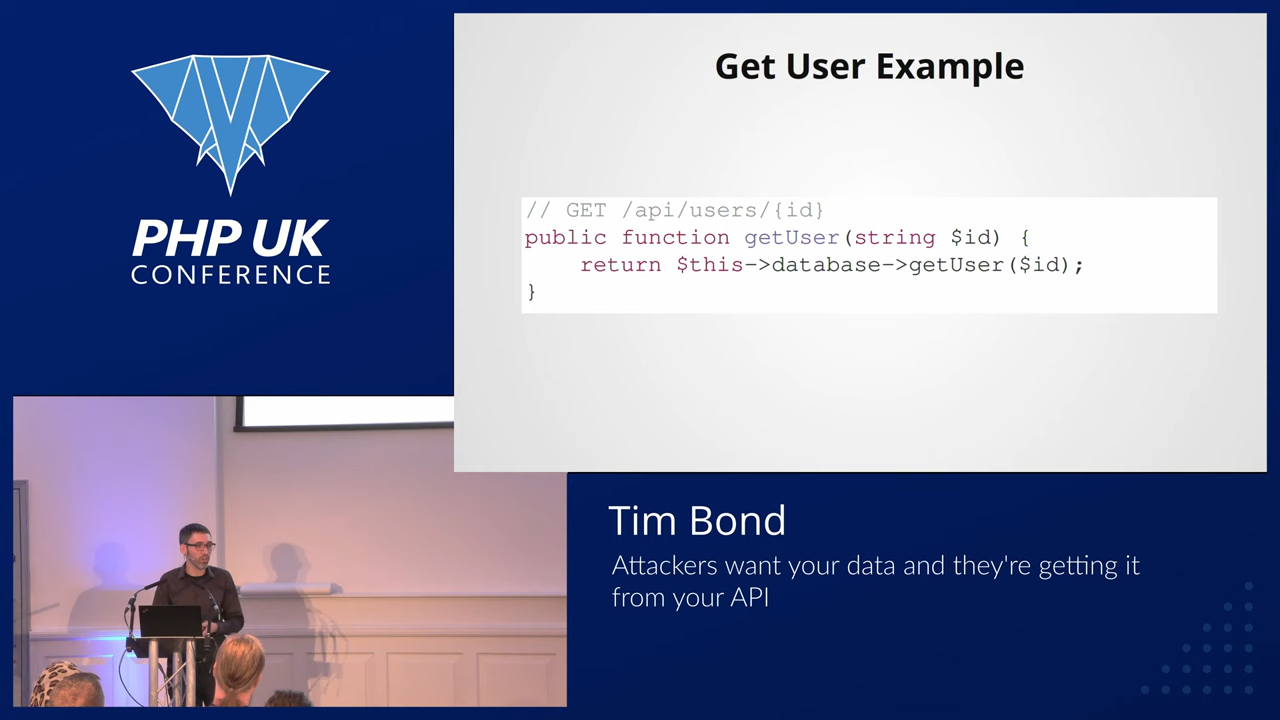 PHP UK
CONFERENCE
Get User Example
// GET /api/users/{id}
public function getUser(string $id) {
    return $this->database->getUser($id);
}
Tim Bond
Attackers want your data and they're getting it
from your API